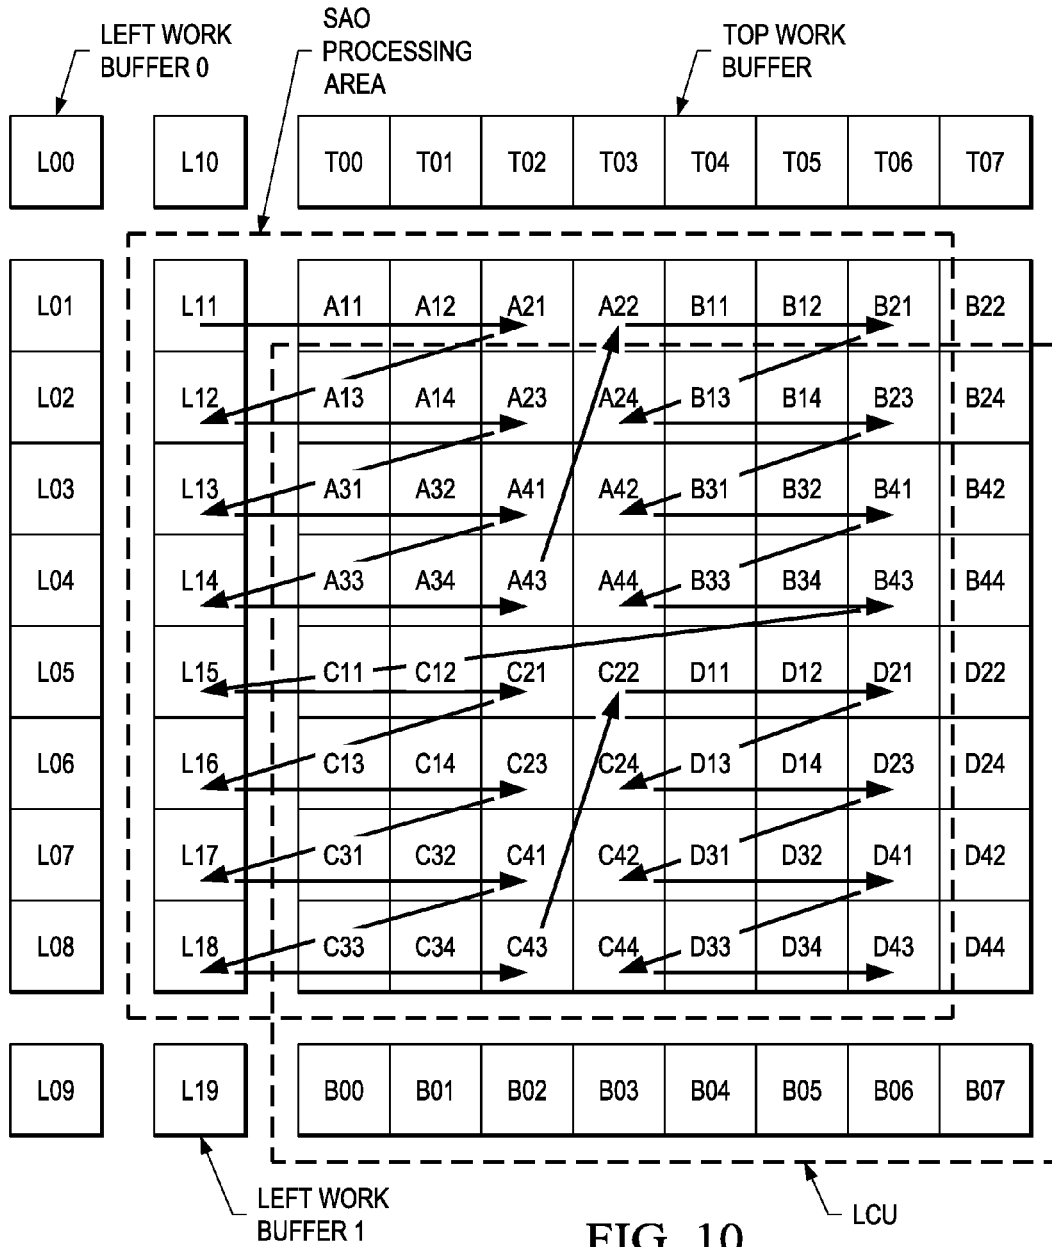 LEFT WORK
BUFFER 0
SAO
PROCESSING
AREA
TOP WORK
BUFFER
L00 L10 T00 T01 T02 T03 T04 T05 T06 T07
L01 L11 A11 A12 A21 A22 B11 B12 B21 B22
L02 L12 A13 A14 A23 A24 B13 B14 B23 B24
L03 L13 A31 A32 A41 A42 B31 B32 B41 B42
L04 L14 A33 A34 A43 A44 B33 B34 B43 B44
L05 L15 C11 C12 C21 C22 D11 D12 D21 D22
L06 L16 C13 C14 C23 C24 D13 D14 D23 D24
L07 L17 C31 C32 C41 C42 D31 D32 D41 D42
L08 L18 C33 C34 C43 C44 D33 D34 D43 D44
L09 L19 B00 B01 B02 B03 B04 B05 B06 B07
LEFT WORK
BUFFER 1
LCU
FIG. 10